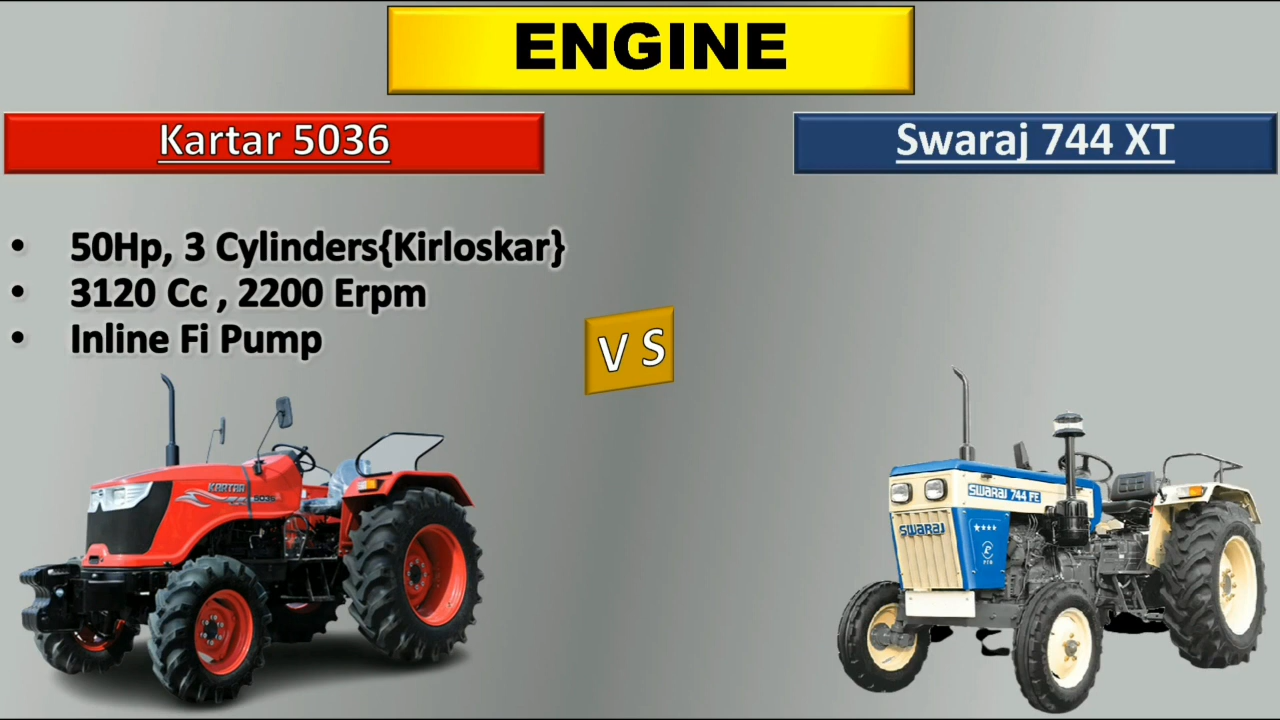 ENGINE
Kartar 5036
Swaraj 744 XT
• 50Hp, 3 Cylinders{Kirloskar}
• 3120 Cc , 2200 Erpm
• Inline Fi Pump
V S
KARTAR
5036
SWARAJ 744 FE
SWARAJ